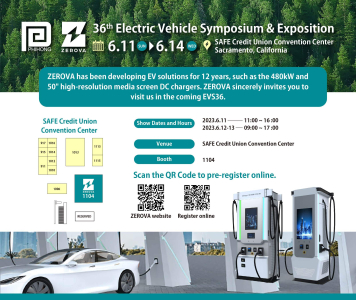 PHIHONG
ZEROVA
36th Electric Vehicle Symposium & Exposition
6.11 SUN 6.14 WED
SAFE Credit Union Convention Center
Sacramento, California
ZEROVA has been developing EV solutions for 12 years, such as the 480kW and
50" high-resolution media screen DC chargers. ZEROVA sincerely invites you to
visit us in the coming EVS36.
SAFE Credit Union
Convention Center
Show Dates and Hours
2023.6.11 —— 11:00 ~ 16:00
2023.6.12-13 — 09:00 ~ 17:00
Venue
SAFE Credit Union Convention Center
Booth
1104
ZEROVA
1104
Scan the QR Code to pre-register online.
ZEROVA website
Register online